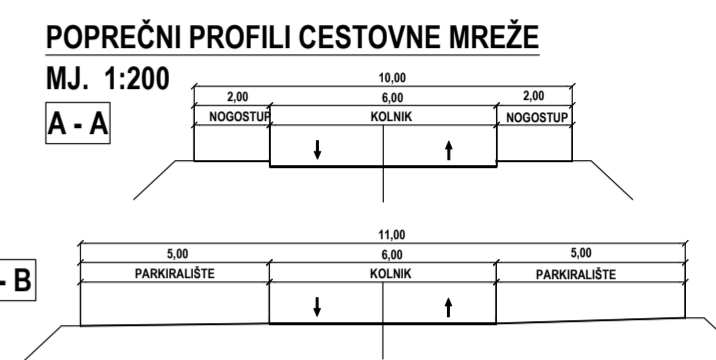 POPREČNI PROFILI CESTOVNE MREŽE
MJ. 1:200
A - A
10,00
2,00 6,00 2,00
NOGOSTUP KOLNIK NOGOSTUP
- B
11,00
5,00 6,00 5,00
PARKIRALIŠTE KOLNIK PARKIRALIŠTE